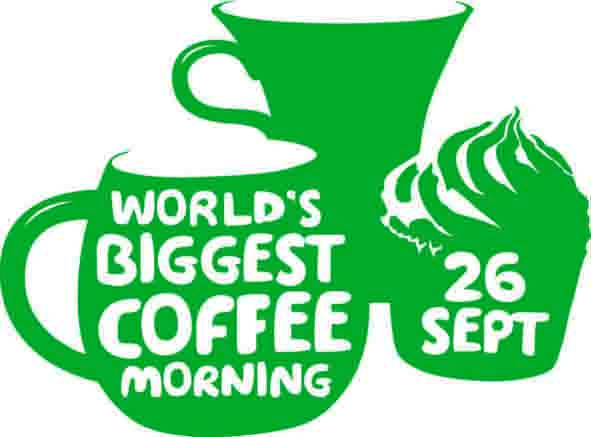 WORLD'S
BIGGEST
COFFEE
MORNING
26
SEPT